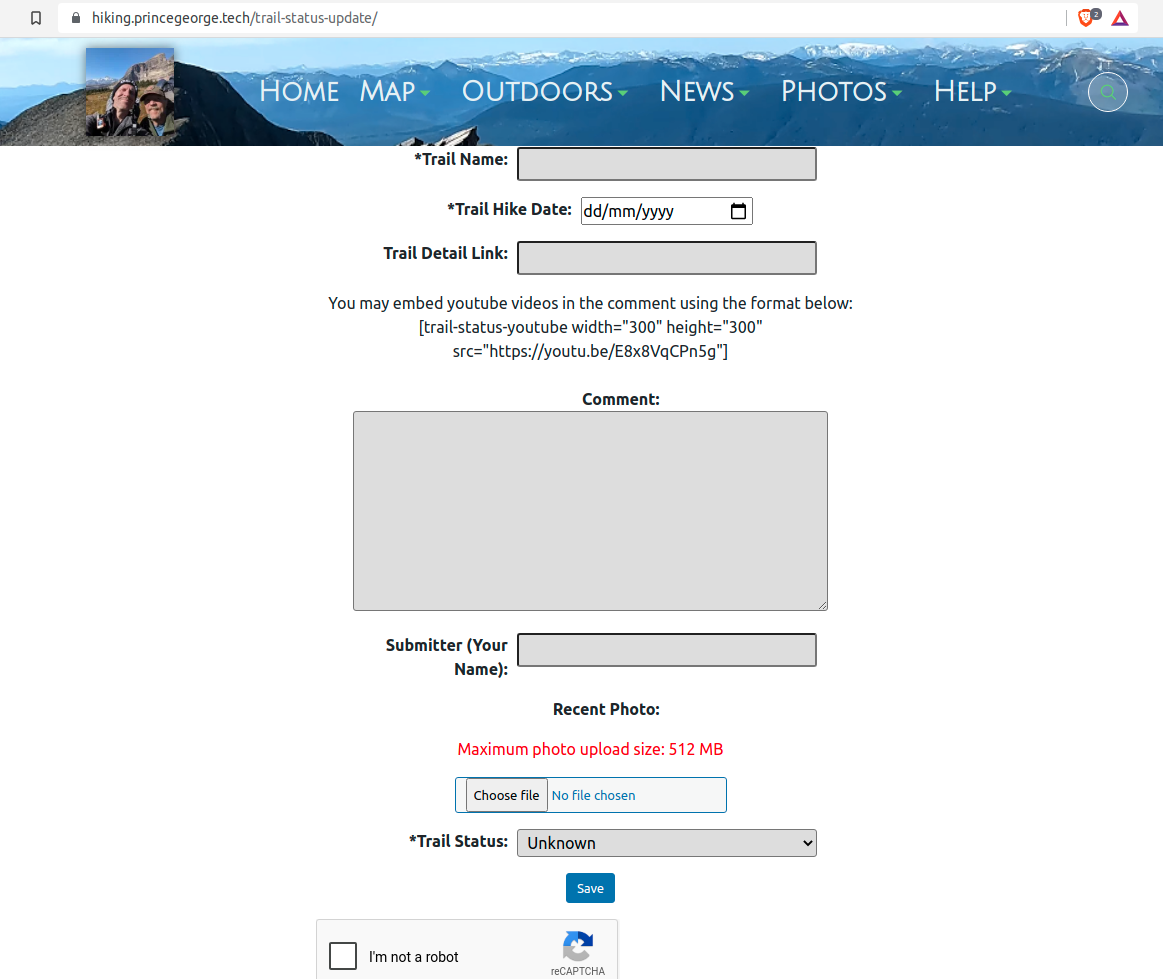 hiking.princegeorge.tech/trail-status-update/
2
Home Map Outdoors News Photos Help
*Trail Name:
*Trail Hike Date: dd/mm/yyyy
Trail Detail Link:
You may embed youtube videos in the comment using the format below:
[trail-status-youtube width="300" height="300"
src="https://youtu.be/E8x8VqCPn5g"]
Comment:
Submitter (Your
Name):
Recent Photo:
Maximum photo upload size: 512 MB
Choose file No file chosen
*Trail Status: Unknown
Save
I'm not a robot
reCAPTCHA